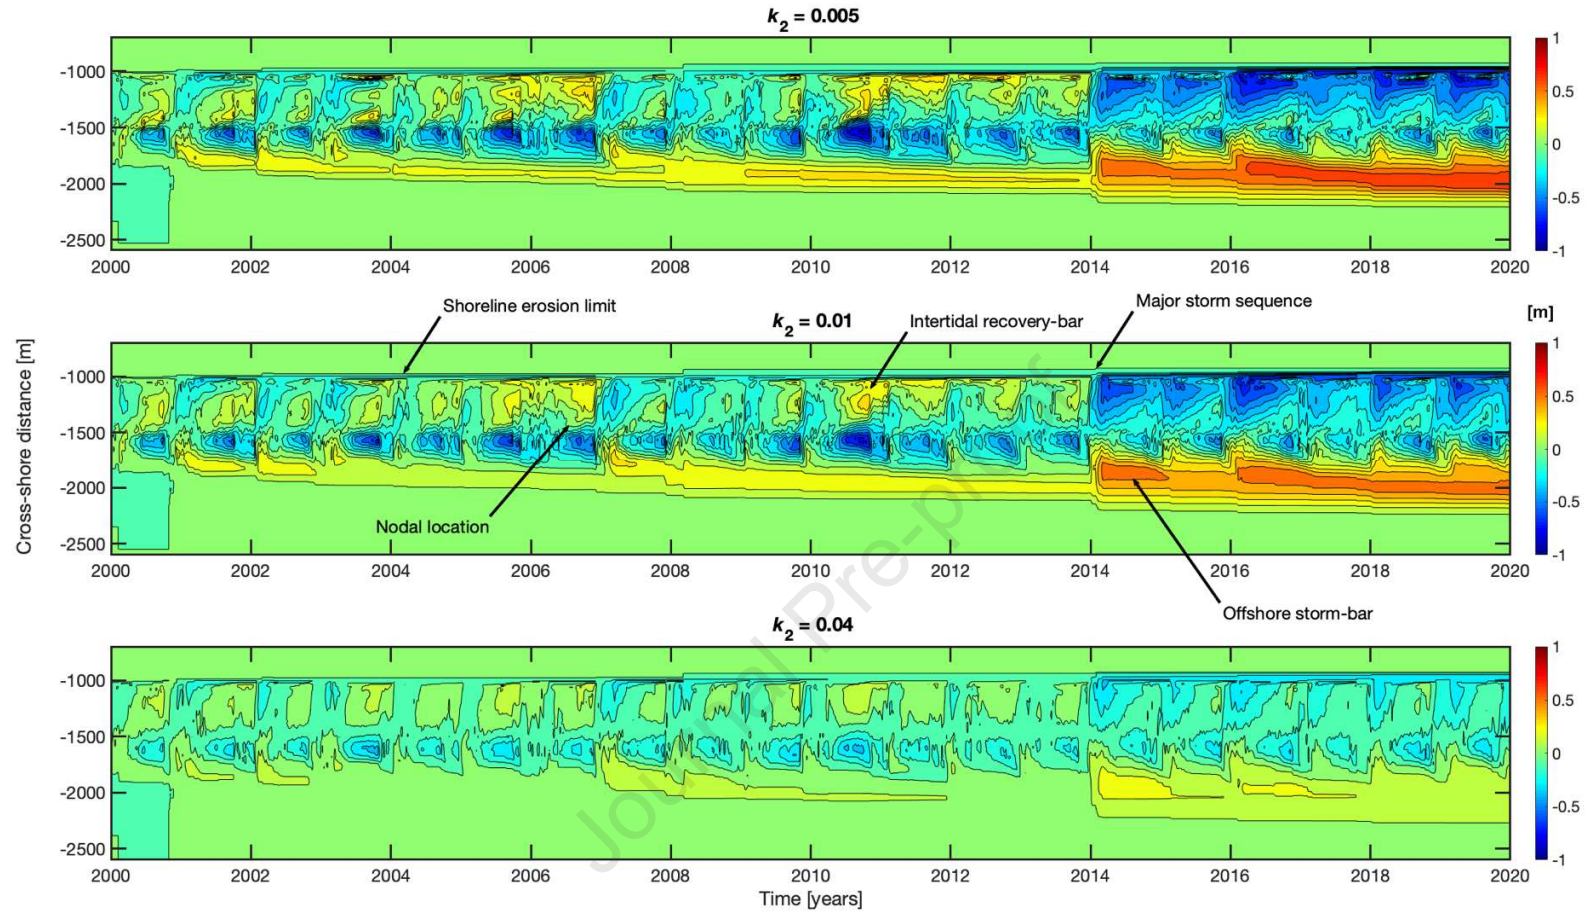 k2 = 0.005
-1000
-1500
-2000
-2500
2000 2002 2004 2006 2008 2010 2012 2014 2016 2018 2020
1
0.5
0
-0.5
-1
Shoreline erosion limit
k2 = 0.01
Intertidal recovery-bar
Major storm sequence
[m]
Cross-shore distance [m]
-1000
-1500
-2000
-2500
Nodal location
2000 2002 2004 2006 2008 2010 2012 2014 2016 2018 2020
1
0.5
0
-0.5
-1
Offshore storm-bar
k2 = 0.04
-1000
-1500
-2000
-2500
2000 2002 2004 2006 2008 2010 2012 2014 2016 2018 2020
1
0.5
0
-0.5
-1
Time [years]
Journal Pre-proof